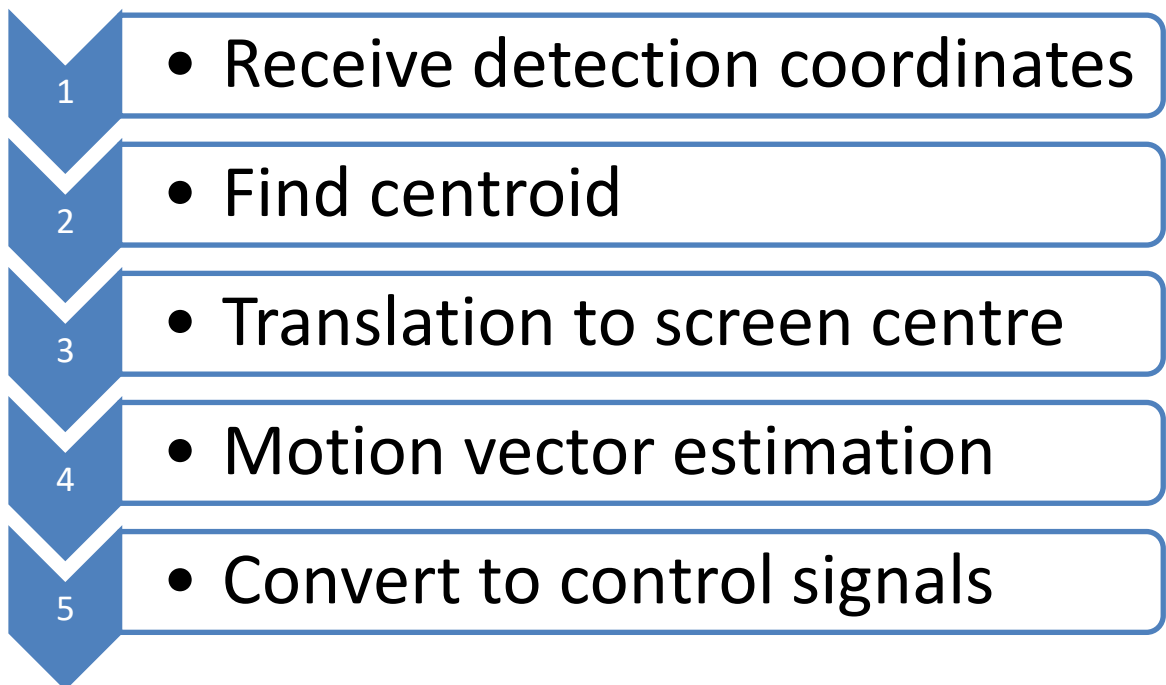 1
• Receive detection coordinates
2
• Find centroid
3
• Translation to screen centre
4
• Motion vector estimation
5
• Convert to control signals